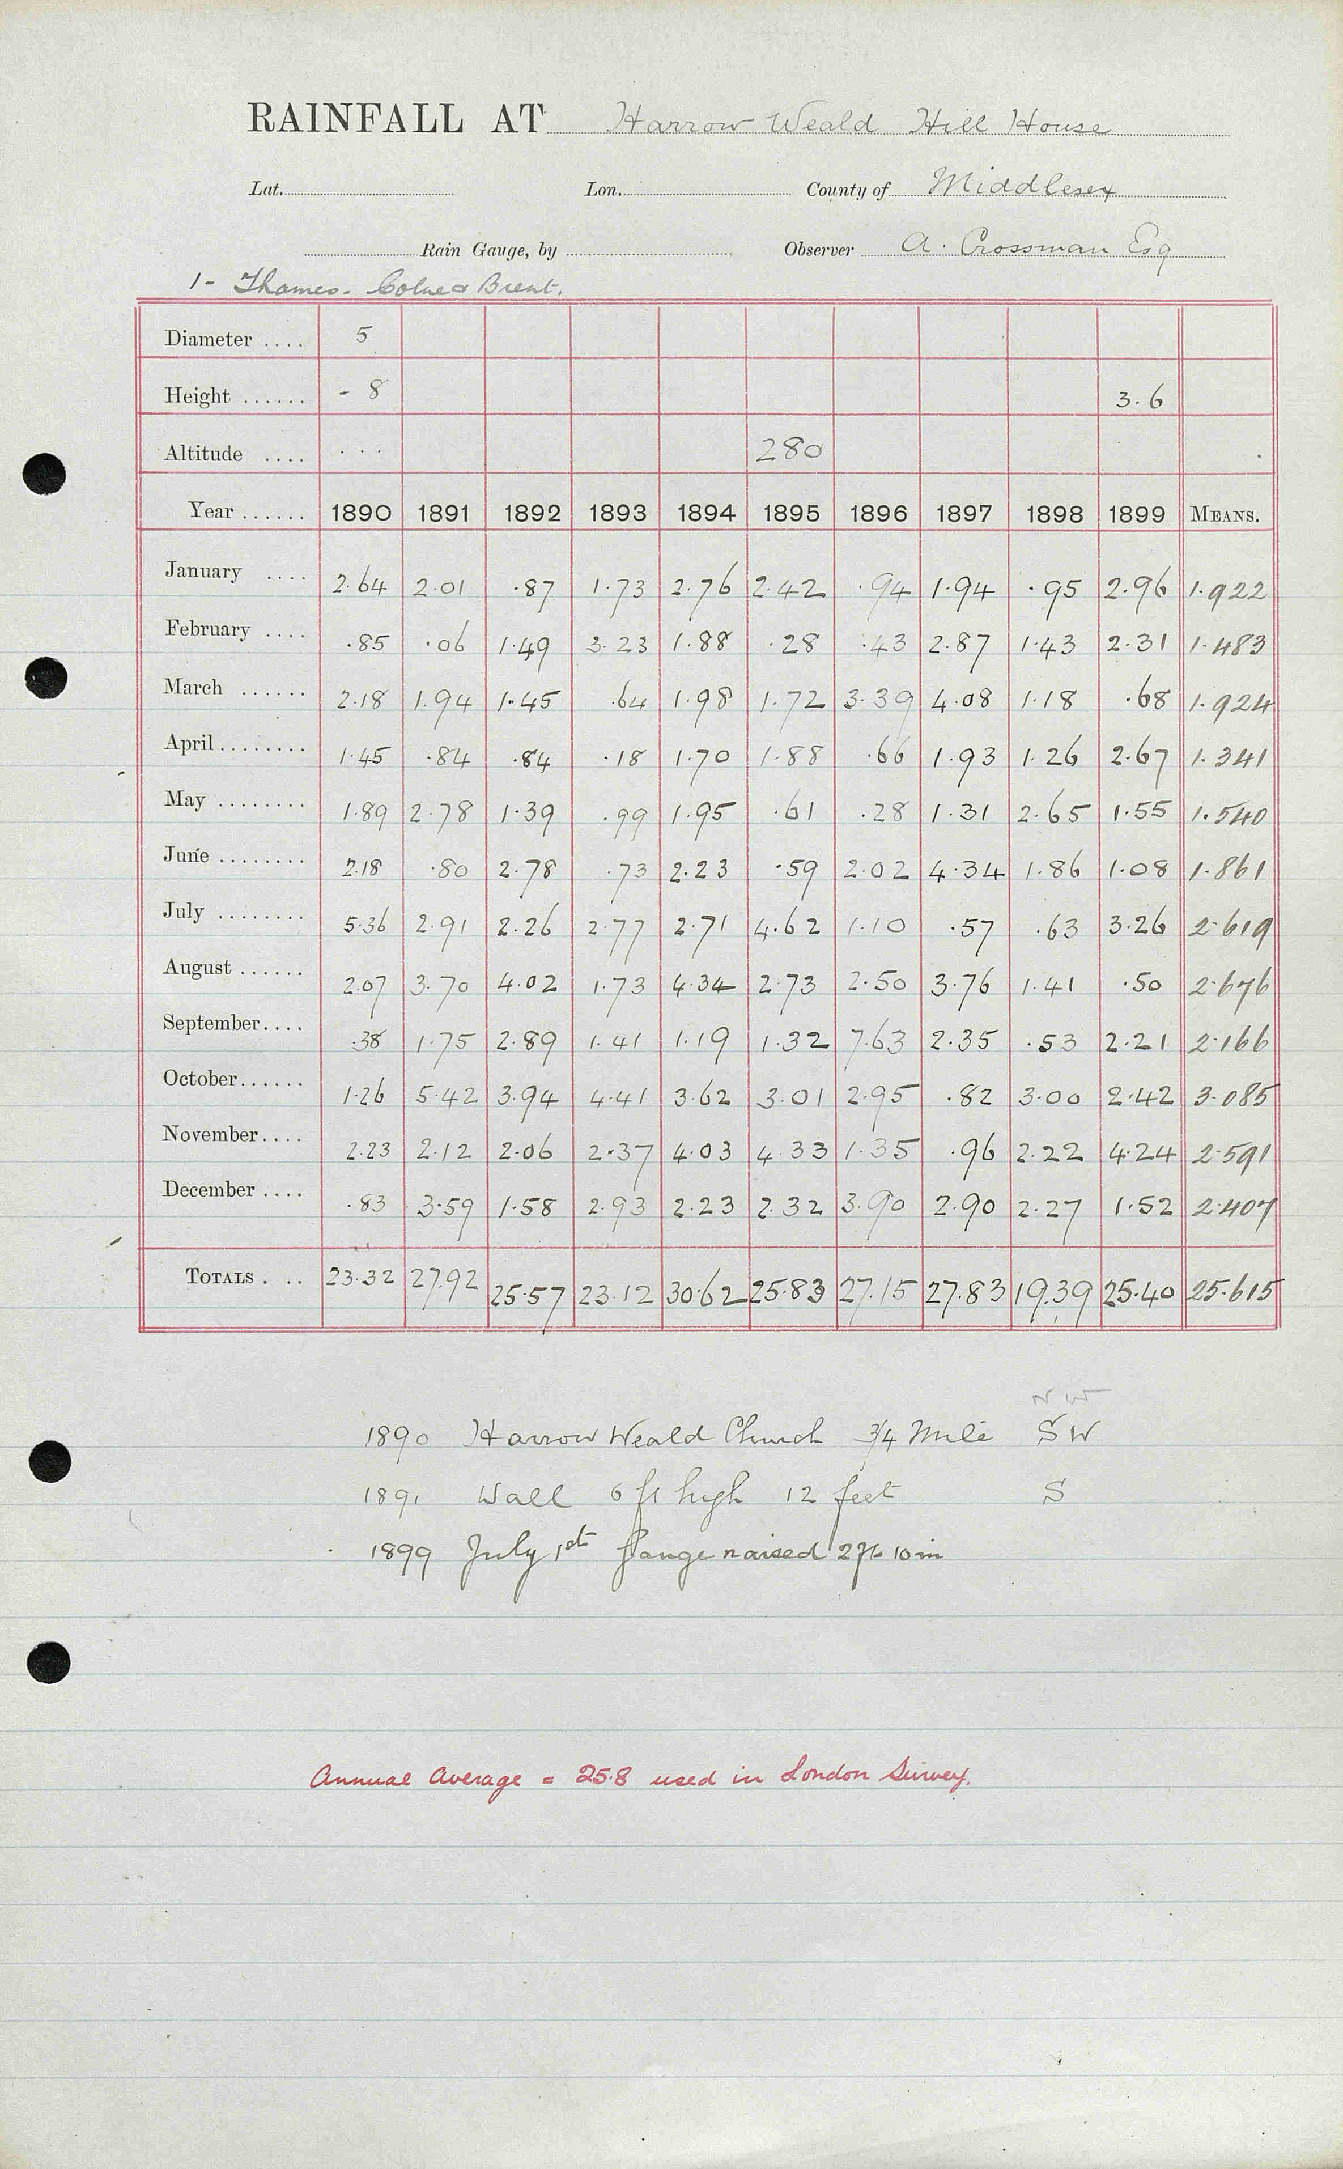 RAINFALL AT Harrow Weald Hill House
Lat. Lon. County of Middlesex
Rain Gauge, by Observer A. Crossman Esq
1 - Thames - Colne & Brent.
Diameter .... 5
Height ...... - 8 3.6
Altitude .... ... 280
Year ...... 1890 1891 1892 1893 1894 1895 1896 1897 1898 1899 MEANS.
January .... 2.64 2.01 .87 1.73 2.76 2.42 .94 1.94 .95 2.96 1.922
February .... .85 .06 1.49 3.23 1.88 .28 .43 2.87 1.43 2.31 1.483
March ...... 2.18 1.94 1.45 .64 1.98 1.72 3.39 4.08 1.18 .68 1.924
April........ 1.45 .84 .84 .18 1.70 1.88 .66 1.93 1.26 2.67 1.341
May ........ 1.89 2.78 1.39 .99 1.95 .61 .28 1.31 2.65 1.55 1.540
June ........ 2.18 .80 2.78 .73 2.23 .59 2.02 4.34 1.86 1.08 1.861
July ........ 5.36 2.91 2.26 2.77 2.71 4.62 1.10 .57 .63 3.26 2.619
August ...... 2.07 3.70 4.02 1.73 4.34 2.73 2.50 3.76 1.41 .50 2.676
September.... .38 1.75 2.89 1.41 1.19 1.32 7.63 2.35 .53 2.21 2.166
October...... 1.26 5.42 3.94 4.41 3.62 3.01 2.95 .82 3.00 2.42 3.085
November.... 2.23 2.12 2.06 2.37 4.03 4.33 1.35 .96 2.22 4.24 2.591
December .... .83 3.59 1.58 2.93 2.23 2.32 3.90 2.90 2.27 1.52 2.407
TOTALS . .. 23.32 27.92 25.57 23.12 30.62 25.83 27.15 27.83 19.39 25.40 25.615
N W
1890 Harrow Weald Church 3/4 Mile S W
1891 Wall 6 ft high 12 feet S
1899 July 1st gauge raised 2 ft 10 in
Annual Average = 25.8 used in London Survey.